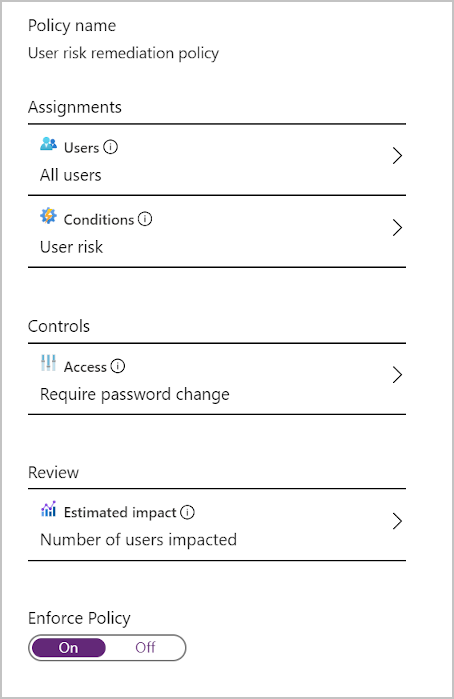 Policy name
User risk remediation policy
Assignments
Users
All users
Conditions
User risk
Controls
Access
Require password change
Review
Estimated impact
Number of users impacted
Enforce Policy
On Off